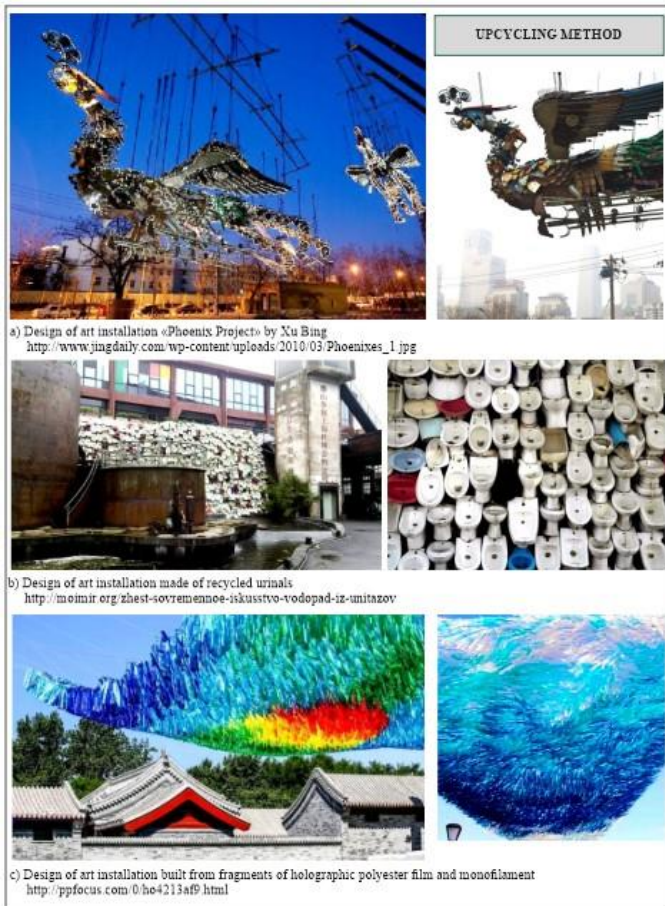 UPCYCLING METHOD
a) Design of art installation «Phoenix Project» by Xu Bing
http://www.jingdaily.com/wp-content/uploads/2010/03/Phoenixes_1.jpg
b) Design of art installation made of recycled urinals
http://moimir.org/zhest-sovremennoe-iskusstvo-vodopad-iz-unitazov
c) Design of art installation built from fragments of holographic polyester film and monofilament
http://ppfocus.com/0/ho4213af9.html